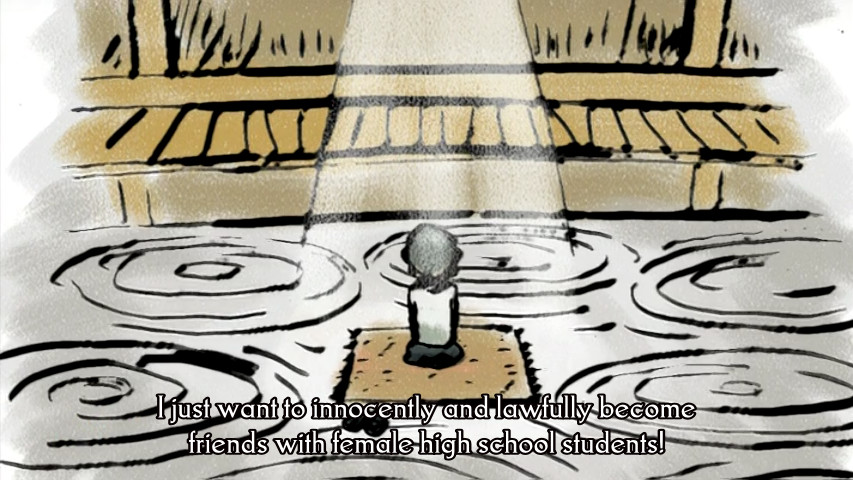 I just want to innocently and lawfully become
friends with female high school students!